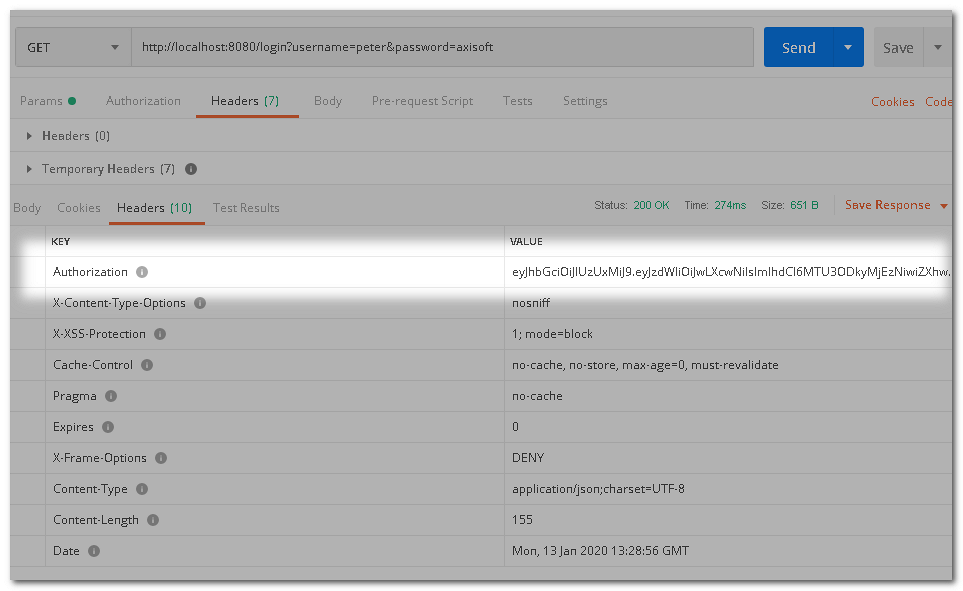 GET http://localhost:8080/login?username=peter&password=axisoft Send Save
Params Authorization Headers (7) Body Pre-request Script Tests Settings Cookies Code
Headers (0)
Temporary Headers (7)
Body Cookies Headers (10) Test Results Status: 200 OK Time: 274ms Size: 651 B Save Response
KEY VALUE
Authorization eyJhbGciOiJIUzUxMiJ9.eyJzdWIiOiJwLXcwNiIsImlhdCI6MTU3ODkyMjEzNiwiZXhw.
X-Content-Type-Options nosniff
X-XSS-Protection 1; mode=block
Cache-Control no-cache, no-store, max-age=0, must-revalidate
Pragma no-cache
Expires 0
X-Frame-Options DENY
Content-Type application/json;charset=UTF-8
Content-Length 155
Date Mon, 13 Jan 2020 13:28:56 GMT